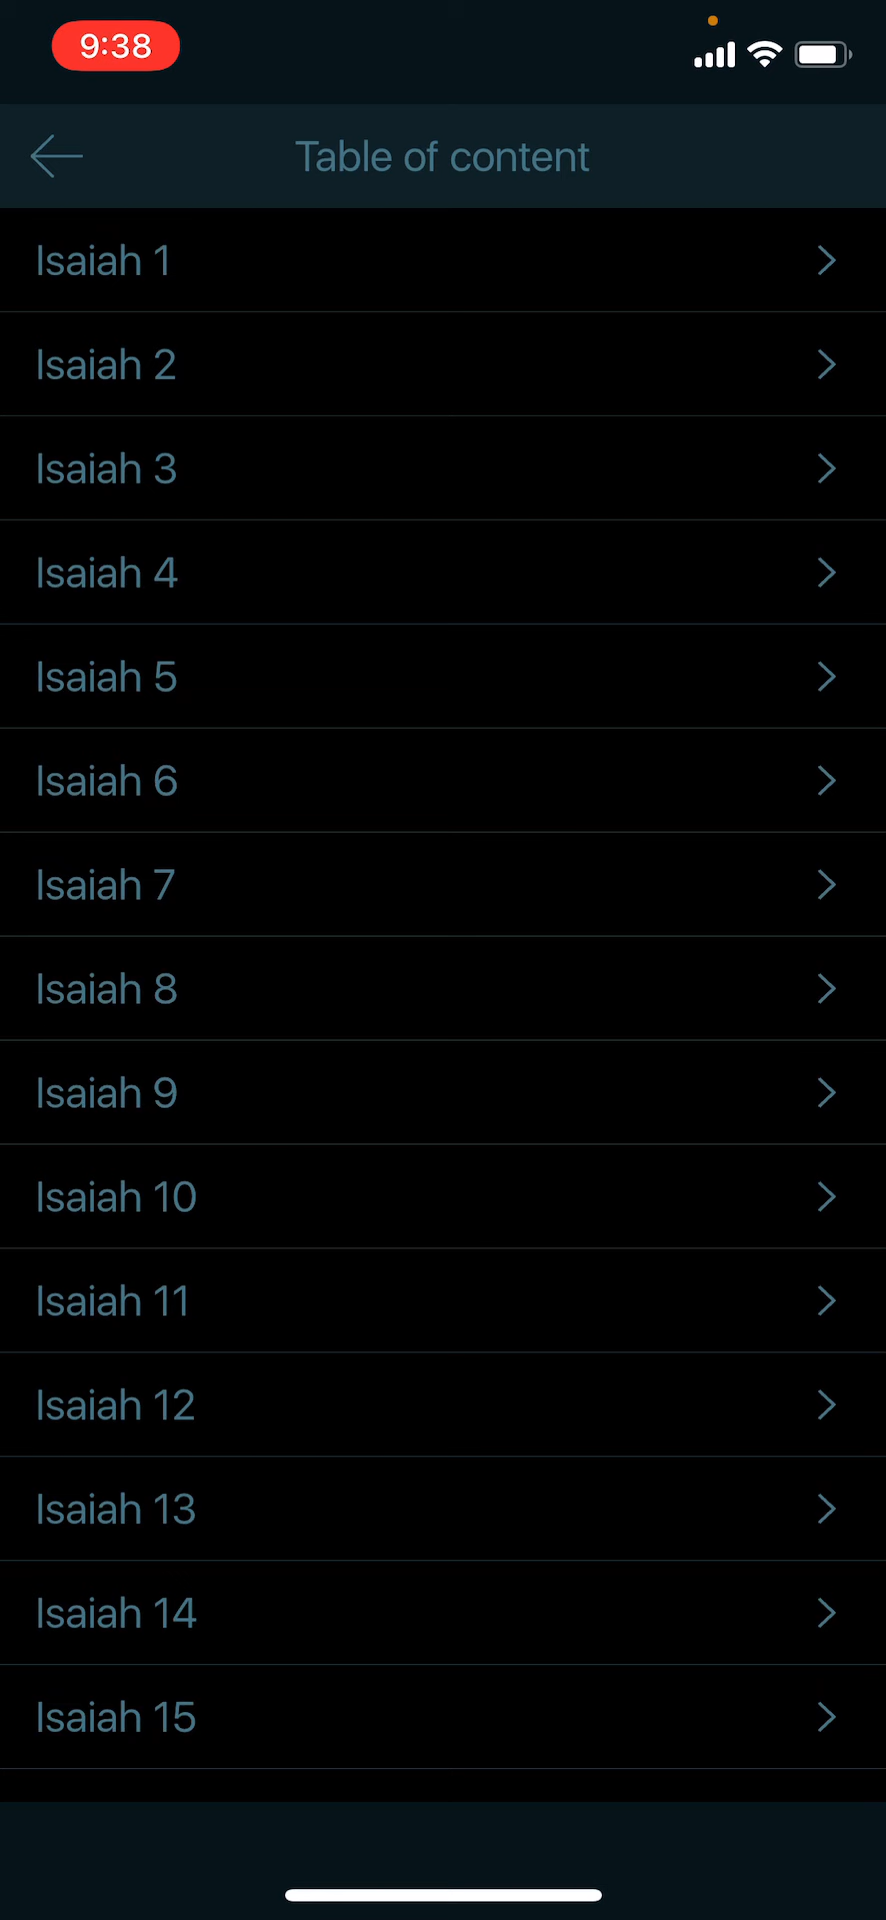 9:38
Table of content
Isaiah 1
Isaiah 2
Isaiah 3
Isaiah 4
Isaiah 5
Isaiah 6
Isaiah 7
Isaiah 8
Isaiah 9
Isaiah 10
Isaiah 11
Isaiah 12
Isaiah 13
Isaiah 14
Isaiah 15